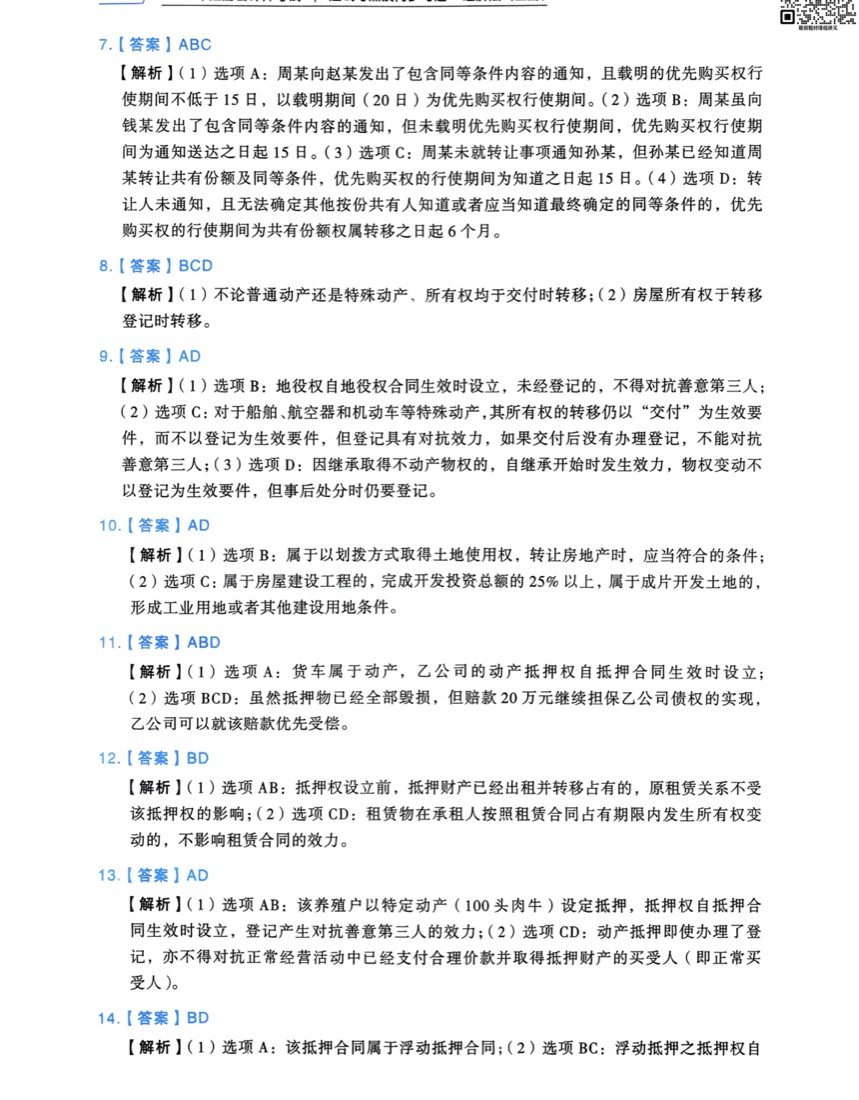 7.【答案】ABC
【解析】（1）选项 A：周某向赵某发出了包含同等条件内容的通知，且载明的优先购买权行
使期间不低于 15 日，以载明期间（20 日）为优先购买权行使期间。（2）选项 B：周某虽向
钱某发出了包含同等条件内容的通知，但未载明优先购买权行使期间，优先购买权行使期
间为通知送达之日起 15 日。（3）选项 C：周某未就转让事项通知孙某，但孙某已经知道周
某转让共有份额及同等条件，优先购买权的行使期间为知道之日起 15 日。（4）选项 D：转
让人未通知，且无法确定其他按份共有人知道或者应当知道最终确定的同等条件的，优先
购买权的行使期间为共有份额权属转移之日起 6 个月。
8.【答案】BCD
【解析】（1）不论普通动产还是特殊动产、所有权均于交付时转移；（2）房屋所有权于转移
登记时转移。
9.【答案】AD
【解析】（1）选项 B：地役权自地役权合同生效时设立，未经登记的，不得对抗善意第三人；
（2）选项 C：对于船舶、航空器和机动车等特殊动产，其所有权的转移仍以“交付”为生效要
件，而不以登记为生效要件，但登记具有对抗效力，如果交付后没有办理登记，不能对抗
善意第三人；（3）选项 D：因继承取得不动产物权的，自继承开始时发生效力，物权变动不
以登记为生效要件，但事后处分时仍要登记。
10.【答案】AD
【解析】（1）选项 B：属于以划拨方式取得土地使用权，转让房地产时，应当符合的条件；
（2）选项 C：属于房屋建设工程的，完成开发投资总额的 25% 以上，属于成片开发土地的，
形成工业用地或者其他建设用地条件。
11.【答案】ABD
【解析】（1）选项 A：货车属于动产，乙公司的动产抵押权自抵押合同生效时设立；
（2）选项 BCD：虽然抵押物已经全部毁损，但赔款 20 万元继续担保乙公司债权的实现，
乙公司可以就该赔款优先受偿。
12.【答案】BD
【解析】（1）选项 AB：抵押权设立前，抵押财产已经出租并转移占有的，原租赁关系不受
该抵押权的影响；（2）选项 CD：租赁物在承租人按照租赁合同占有期限内发生所有权变
动的，不影响租赁合同的效力。
13.【答案】AD
【解析】（1）选项 AB：该养殖户以特定动产（100 头肉牛）设定抵押，抵押权自抵押合
同生效时设立，登记产生对抗善意第三人的效力；（2）选项 CD：动产抵押即使办理了登
记，亦不得对抗正常经营活动中已经支付合理价款并取得抵押财产的买受人（即正常买
受人）。
14.【答案】BD
【解析】（1）选项 A：该抵押合同属于浮动抵押合同；（2）选项 BC：浮动抵押之抵押权自